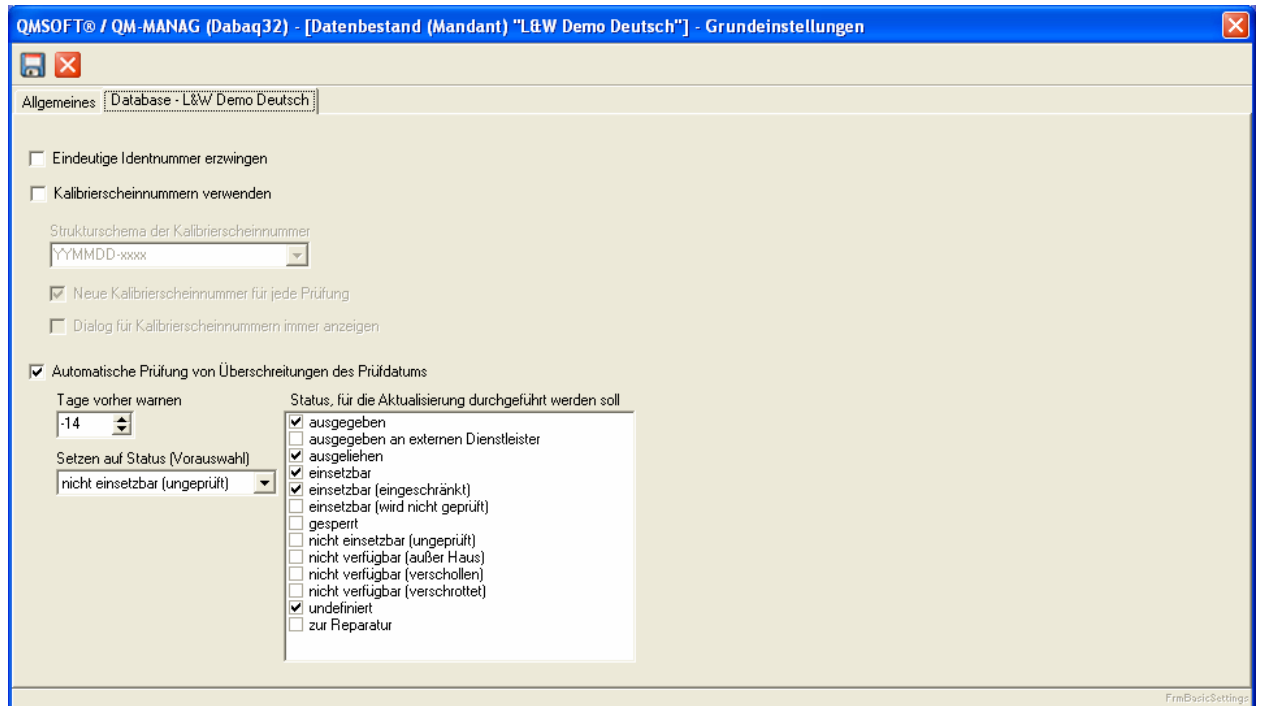 QMSOFT® / QM-MANAG (Dabaq32) - [Datenbestand (Mandant) "L&W Demo Deutsch"] - Grundeinstellungen
Allgemeines
Database - L&W Demo Deutsch
Eindeutige Identnummer erzwingen
Kalibrierscheinnummern verwenden
Strukturschema der Kalibrierscheinnummer
YYMMDD-xxxx
Neue Kalibrierscheinnummer für jede Prüfung
Dialog für Kalibrierscheinnummern immer anzeigen
Automatische Prüfung von Überschreitungen des Prüfdatums
Tage vorher warnen
-14
Setzen auf Status (Vorauswahl)
nicht einsetzbar (ungeprüft)
Status, für die Aktualisierung durchgeführt werden soll
ausgegeben
ausgegeben an externen Dienstleister
ausgeliehen
einsetzbar
einsetzbar (eingeschränkt)
einsetzbar (wird nicht geprüft)
gesperrt
nicht einsetzbar (ungeprüft)
nicht verfügbar (außer Haus)
nicht verfügbar (verschollen)
nicht verfügbar (verschrottet)
undefiniert
zur Reparatur
FrmBasicSettings